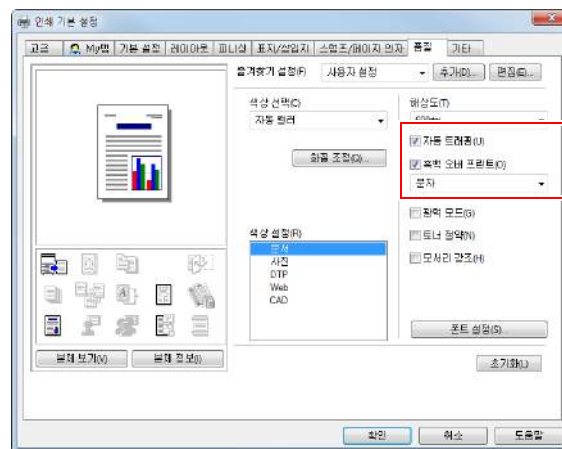 인쇄 기본 설정
고급 My탭 기본 설정 레이아웃 피니싱 표지/삽입지 스탬프/페이지 인자 품질 기타
즐겨찾기 설정(F) 사용자 설정 추가(D)... 편집(E)...
색상 선택(C)
자동 컬러
화질 조정(Q)...
해상도(T)
자동 트래핑(U)
흑백 오버 프린트(O)
문자
광택 모드(G)
토너 절약(N)
모서리 강조(H)
색상 설정(R)
문서
사진
DTP
Web
CAD
폰트 설정(S)...
본체 보기(V) 본체 정보(I)
초기화(L)
확인 취소 도움말